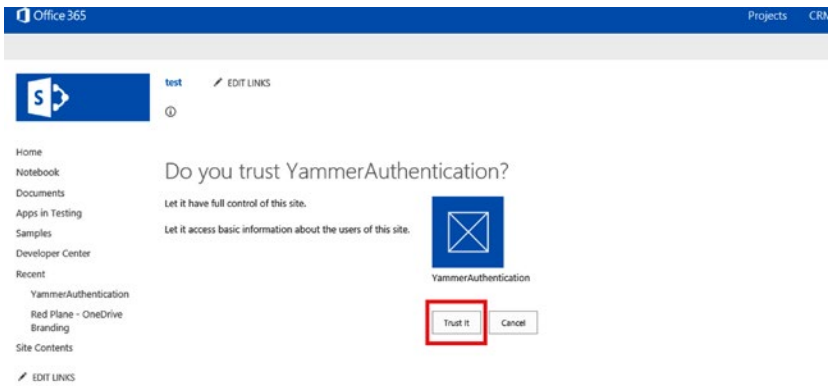 Office 365
Projects CRM
test EDIT LINKS
S
Home
Notebook
Documents
Apps in Testing
Samples
Developer Center
Recent
YammerAuthentication
Red Plane - OneDrive
Branding
Site Contents
EDIT LINKS
Do you trust YammerAuthentication?
Let it have full control of this site.
Let it access basic information about the users of this site.
YammerAuthentication
Trust It Cancel